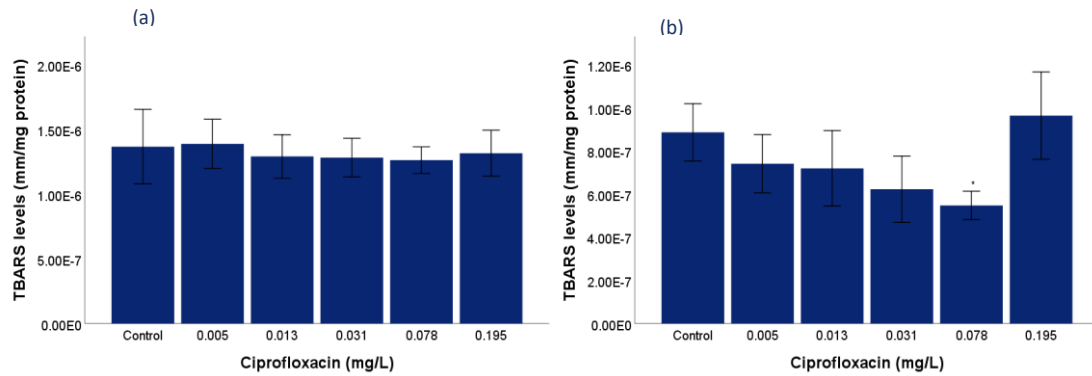 (a)
TBARS levels (mm/mg protein)
2.00E-6
1.50E-6
1.00E-6
5.00E-7
0.00E0
Control 0.005 0.013 0.031 0.078 0.195
Ciprofloxacin (mg/L)
(b)
TBARS levels (mm/mg protein)
1.20E-6
1.00E-6
8.00E-7
6.00E-7
4.00E-7
2.00E-7
0.00E0
*
Control 0.005 0.013 0.031 0.078 0.195
Ciprofloxacin (mg/L)